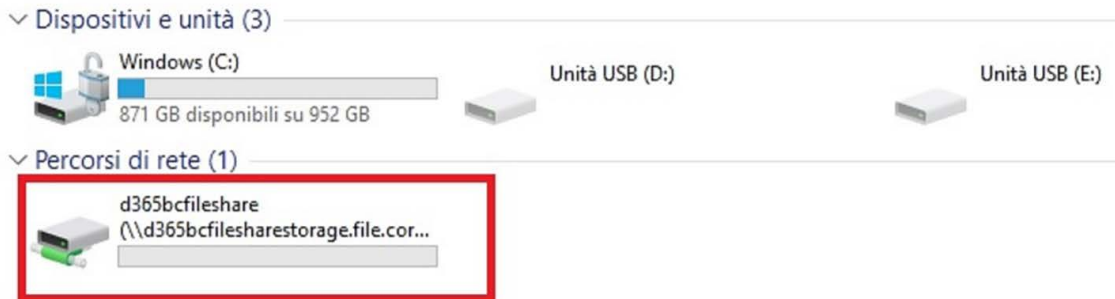 Dispositivi e unità (3)
Windows (C:)
871 GB disponibili su 952 GB
Unità USB (D:)
Unità USB (E:)
Percorsi di rete (1)
d365bcfileshare
(\\d365bcfilesharestorage.file.cor...